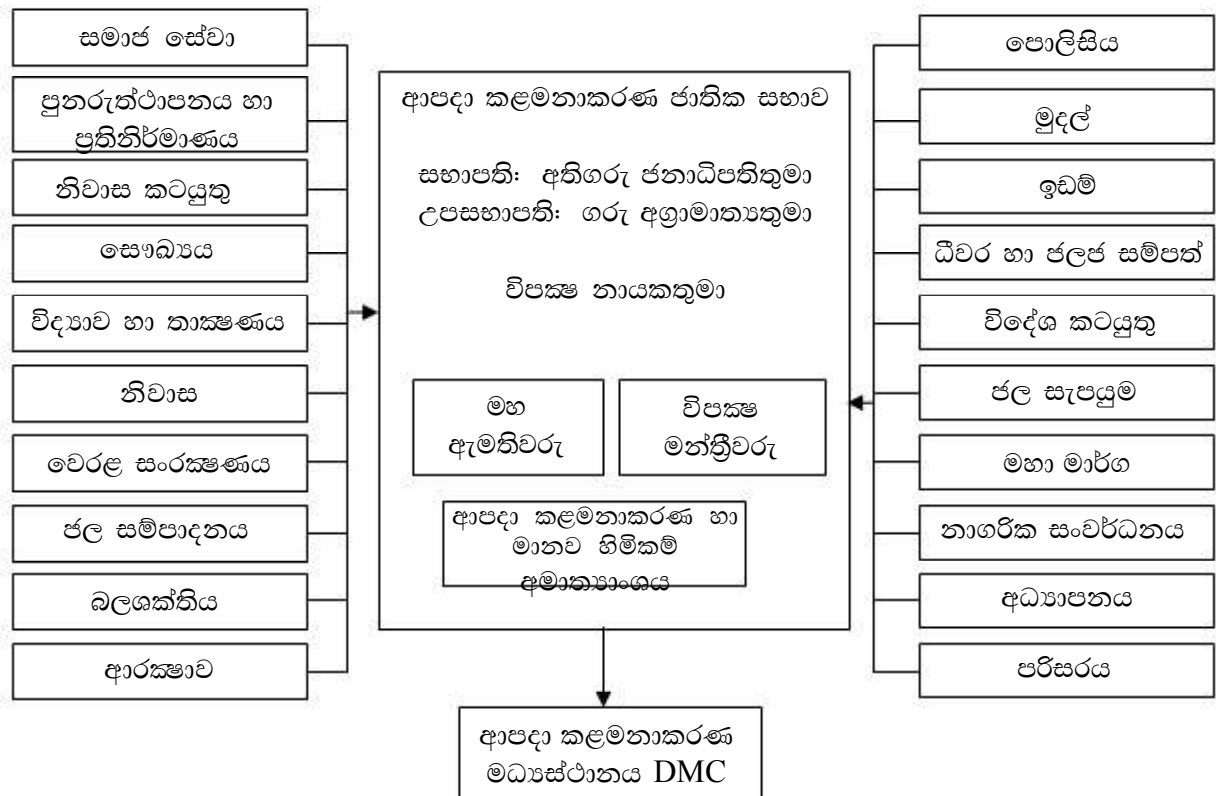 සමාජ සේවා
පුනරුත්ථාපනය හා
ප්‍රතිනිර්මාණය
නිවාස කටයුතු
සෞඛ්‍යය
විද්‍යාව හා තාක්‍ෂණය
නිවාස
වෙරළ සංරක්‍ෂණය
ජල සම්පාදනය
බලශක්තිය
ආරක්‍ෂාව
ආපදා කළමනාකරණ ජාතික සභාව
සභාපති: අතිගරු ජනාධිපතිතුමා
උපසභාපති: ගරු අග්‍රාමාත්‍යතුමා
විපක්‍ෂ නායකතුමා
මහ
ඇමතිවරු
විපක්‍ෂ
මන්ත්‍රීවරු
ආපදා කළමනාකරණ හා
මානව හිමිකම්
අමාත්‍යාංශය
පොලිසිය
මුදල්
ඉඩම්
ධීවර හා ජලජ සම්පත්
විදේශ කටයුතු
ජල සැපයුම
මහා මාර්ග
නාගරික සංවර්ධනය
අධ්‍යාපනය
පරිසරය
ආපදා කළමනාකරණ
මධ්‍යස්ථානය DMC